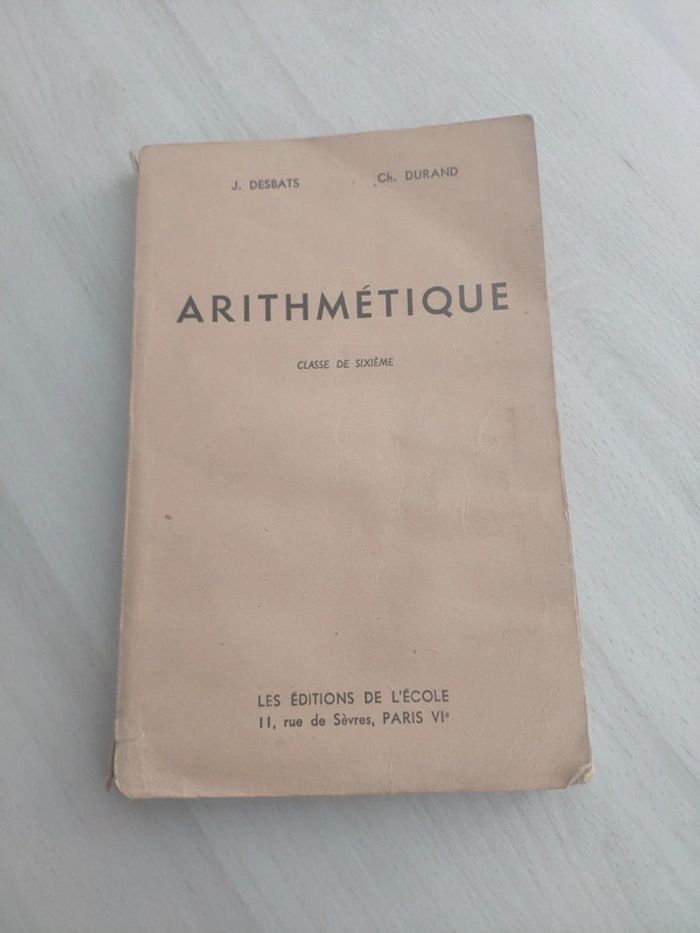 J. DESBATS Ch. DURAND
ARITHMÉTIQUE
CLASSE DE SIXIÈME
LES ÉDITIONS DE L'ÉCOLE
11, rue de Sèvres, PARIS VIe